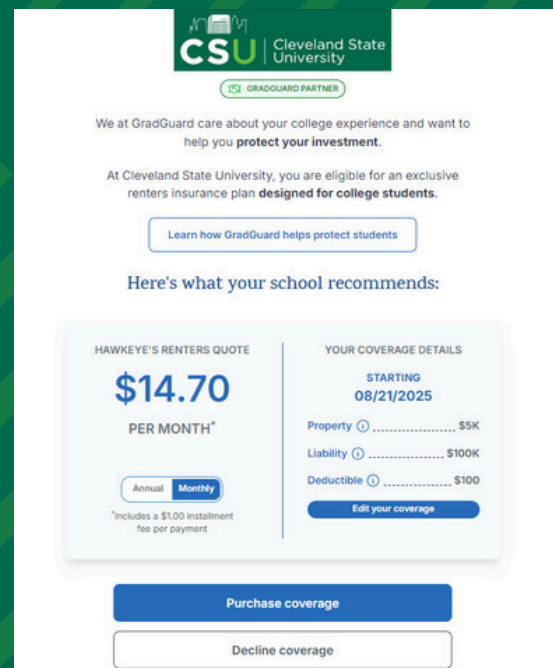 CSU
Cleveland State
University
GRADGUARD PARTNER
We at GradGuard care about your college experience and want to
help you protect your investment.
At Cleveland State University, you are eligible for an exclusive
renters insurance plan designed for college students.
Learn how GradGuard helps protect students
Here's what your school recommends:
HAWKEYE'S RENTERS QUOTE
$14.70
PER MONTH*
Annual Monthly
*Includes a $1.00 installment
fee per payment
YOUR COVERAGE DETAILS
STARTING
08/21/2025
Property ⓘ .................... $5K
Liability ⓘ .................... $100K
Deductible ⓘ .................... $100
Edit your coverage
Purchase coverage
Decline coverage